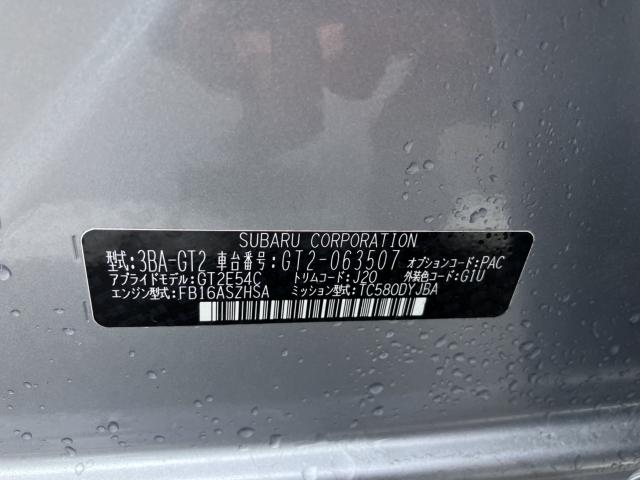 SUBARU CORPORATION
型式:3BA-GT2 車台番号:GT2-063507 オプションコード:PAC
アプライドモデル:GT2E54C トリムコード:J20 外装色コード:G1U
エンジン型式:FB16ASZHSA ミッション型式:TC580DYJBA